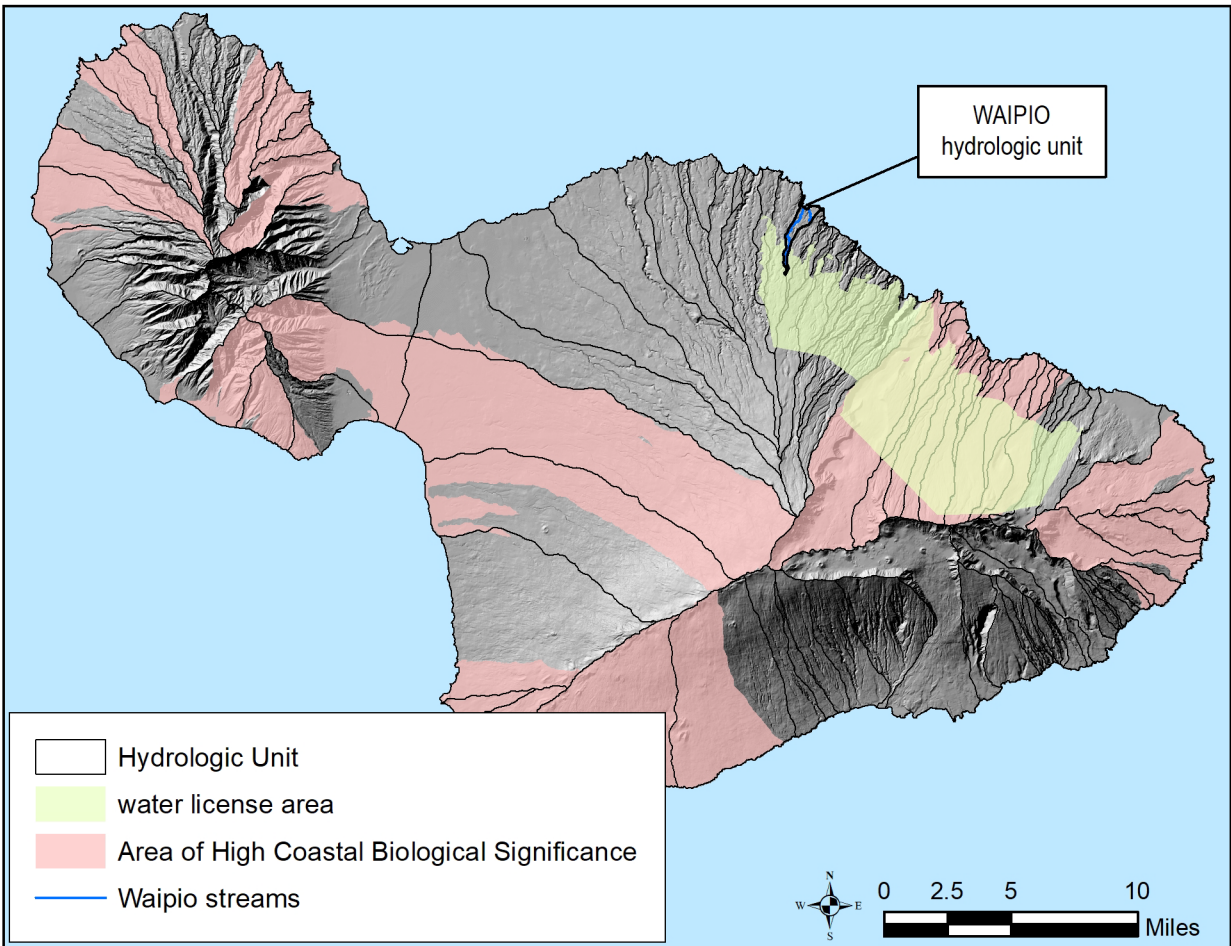 WAIPIO
hydrologic unit
Hydrologic Unit
water license area
Area of High Coastal Biological Significance
Waipio streams
N
W E
S
0 2.5 5 10
Miles